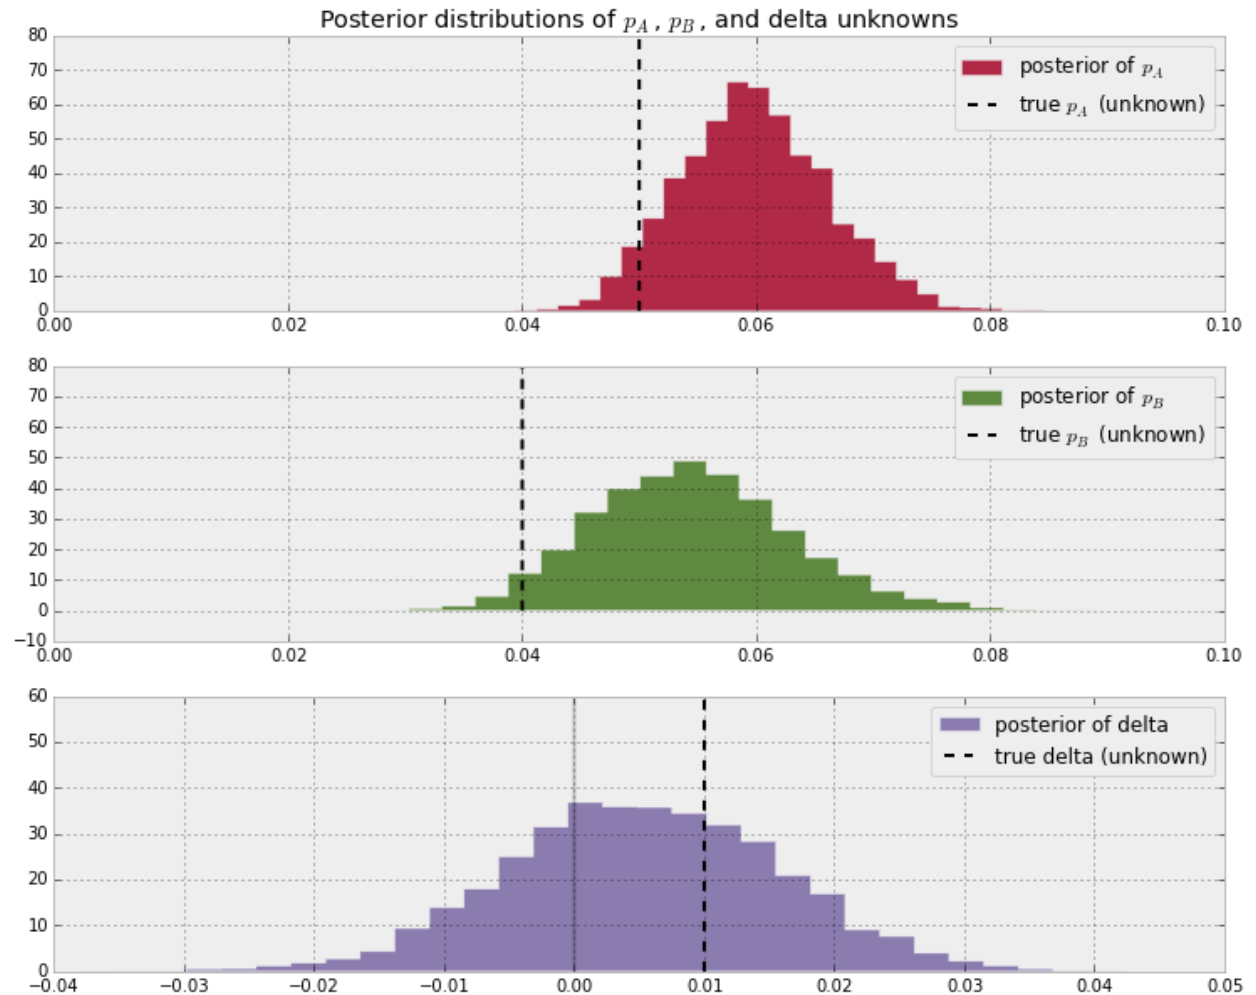 Posterior distributions of p_A, p_B, and delta unknowns
80
70
60
50
40
30
20
10
0
posterior of p_A
true p_A (unknown)
0.00 0.02 0.04 0.06 0.08 0.10
80
70
60
50
40
30
20
10
0
−10
posterior of p_B
true p_B (unknown)
0.00 0.02 0.04 0.06 0.08 0.10
60
50
40
30
20
10
0
posterior of delta
true delta (unknown)
−0.04 −0.03 −0.02 −0.01 0.00 0.01 0.02 0.03 0.04 0.05